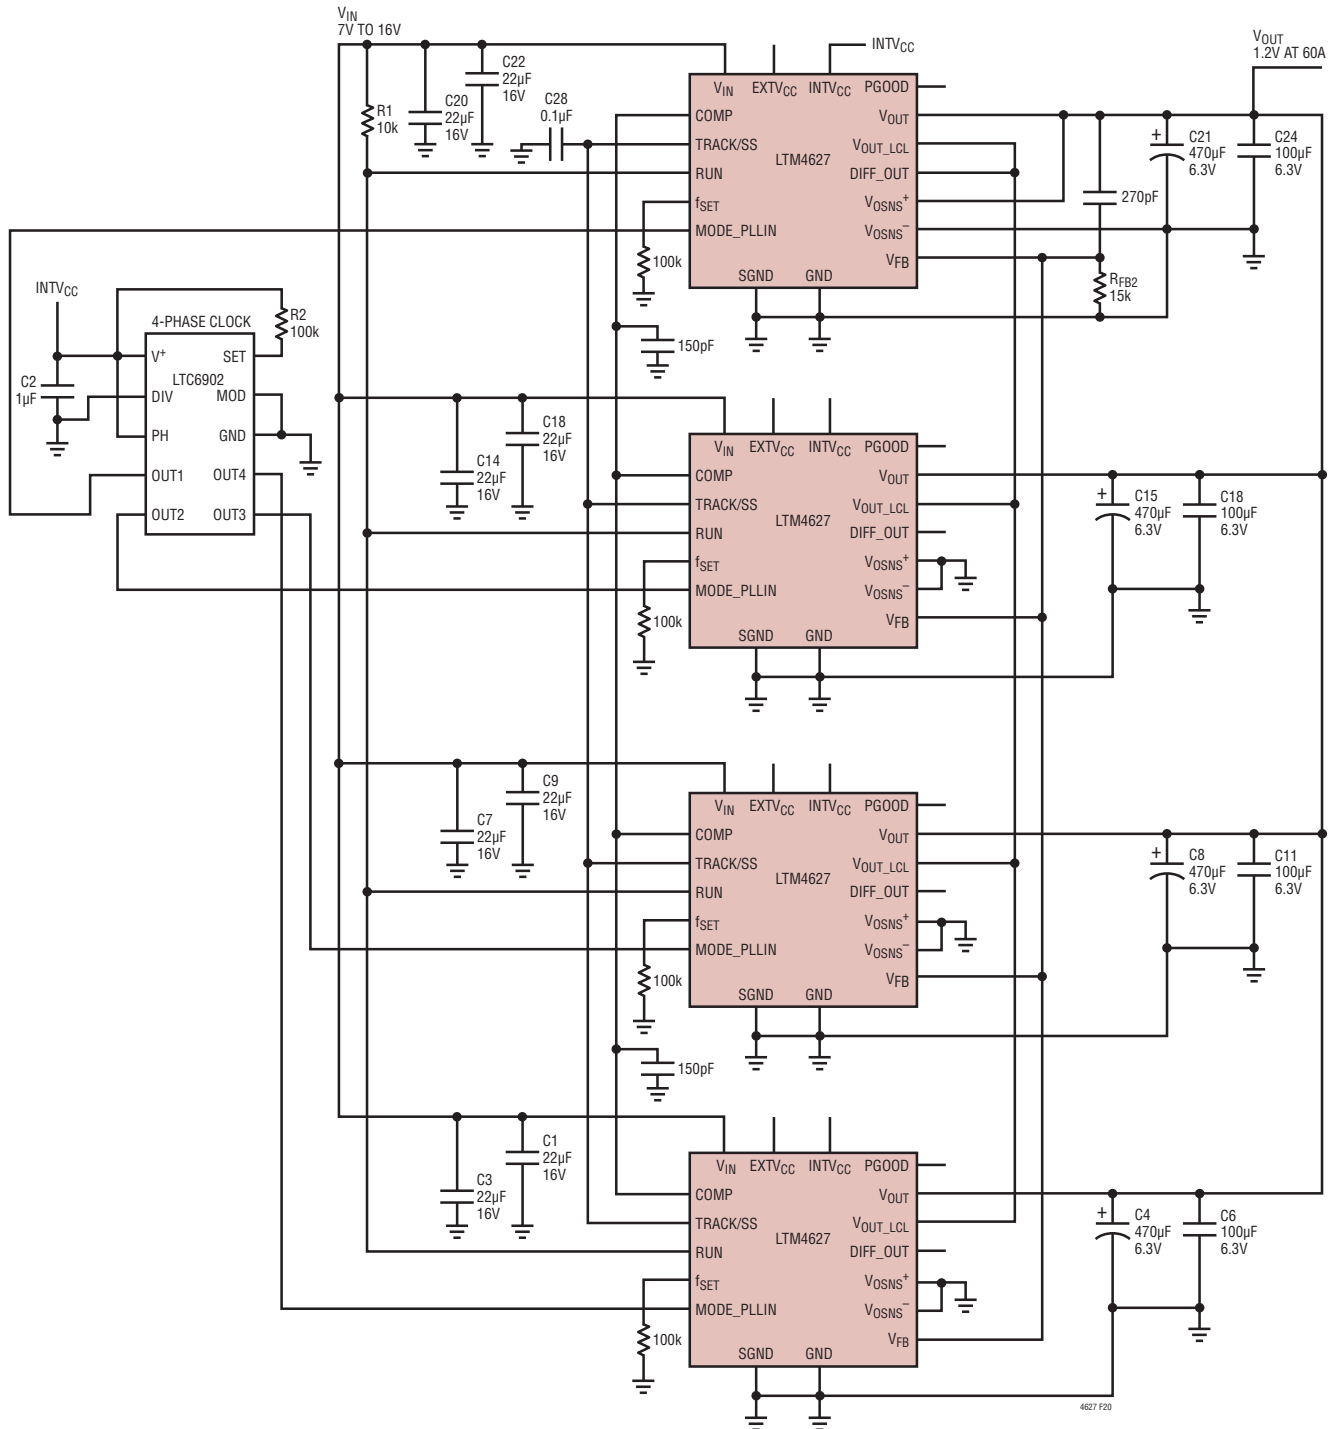 VIN
7V TO 16V
R1
10k
C20
22µF
16V
C22
22µF
16V
C28
0.1µF
INTVCC
VOUT
1.2V AT 60A
VIN
EXTVCC
INTVCC
PGOOD
COMP
VOUT
TRACK/SS
VOUT_LCL
LTM4627
RUN
DIFF_OUT
fSET
VOSNS+
MODE_PLLIN
VOSNS–
VFB
SGND
GND
100k
150pF
270pF
RFB2
15k
C21
470µF
6.3V
C24
100µF
6.3V
INTVCC
C2
1µF
4-PHASE CLOCK
R2
100k
V+
SET
LTC6902
DIV
MOD
PH
GND
OUT1
OUT4
OUT2
OUT3
C14
22µF
16V
C18
22µF
16V
VIN
EXTVCC
INTVCC
PGOOD
COMP
VOUT
TRACK/SS
VOUT_LCL
LTM4627
RUN
DIFF_OUT
fSET
VOSNS+
MODE_PLLIN
VOSNS–
VFB
SGND
GND
100k
C15
470µF
6.3V
C18
100µF
6.3V
C7
22µF
16V
C9
22µF
16V
VIN
EXTVCC
INTVCC
PGOOD
COMP
VOUT
TRACK/SS
VOUT_LCL
LTM4627
RUN
DIFF_OUT
fSET
VOSNS+
MODE_PLLIN
VOSNS–
VFB
SGND
GND
100k
150pF
C8
470µF
6.3V
C11
100µF
6.3V
C3
22µF
16V
C1
22µF
16V
VIN
EXTVCC
INTVCC
PGOOD
COMP
VOUT
TRACK/SS
VOUT_LCL
LTM4627
RUN
DIFF_OUT
fSET
VOSNS+
MODE_PLLIN
VOSNS–
VFB
SGND
GND
100k
C4
470µF
6.3V
C6
100µF
6.3V
4627 F20